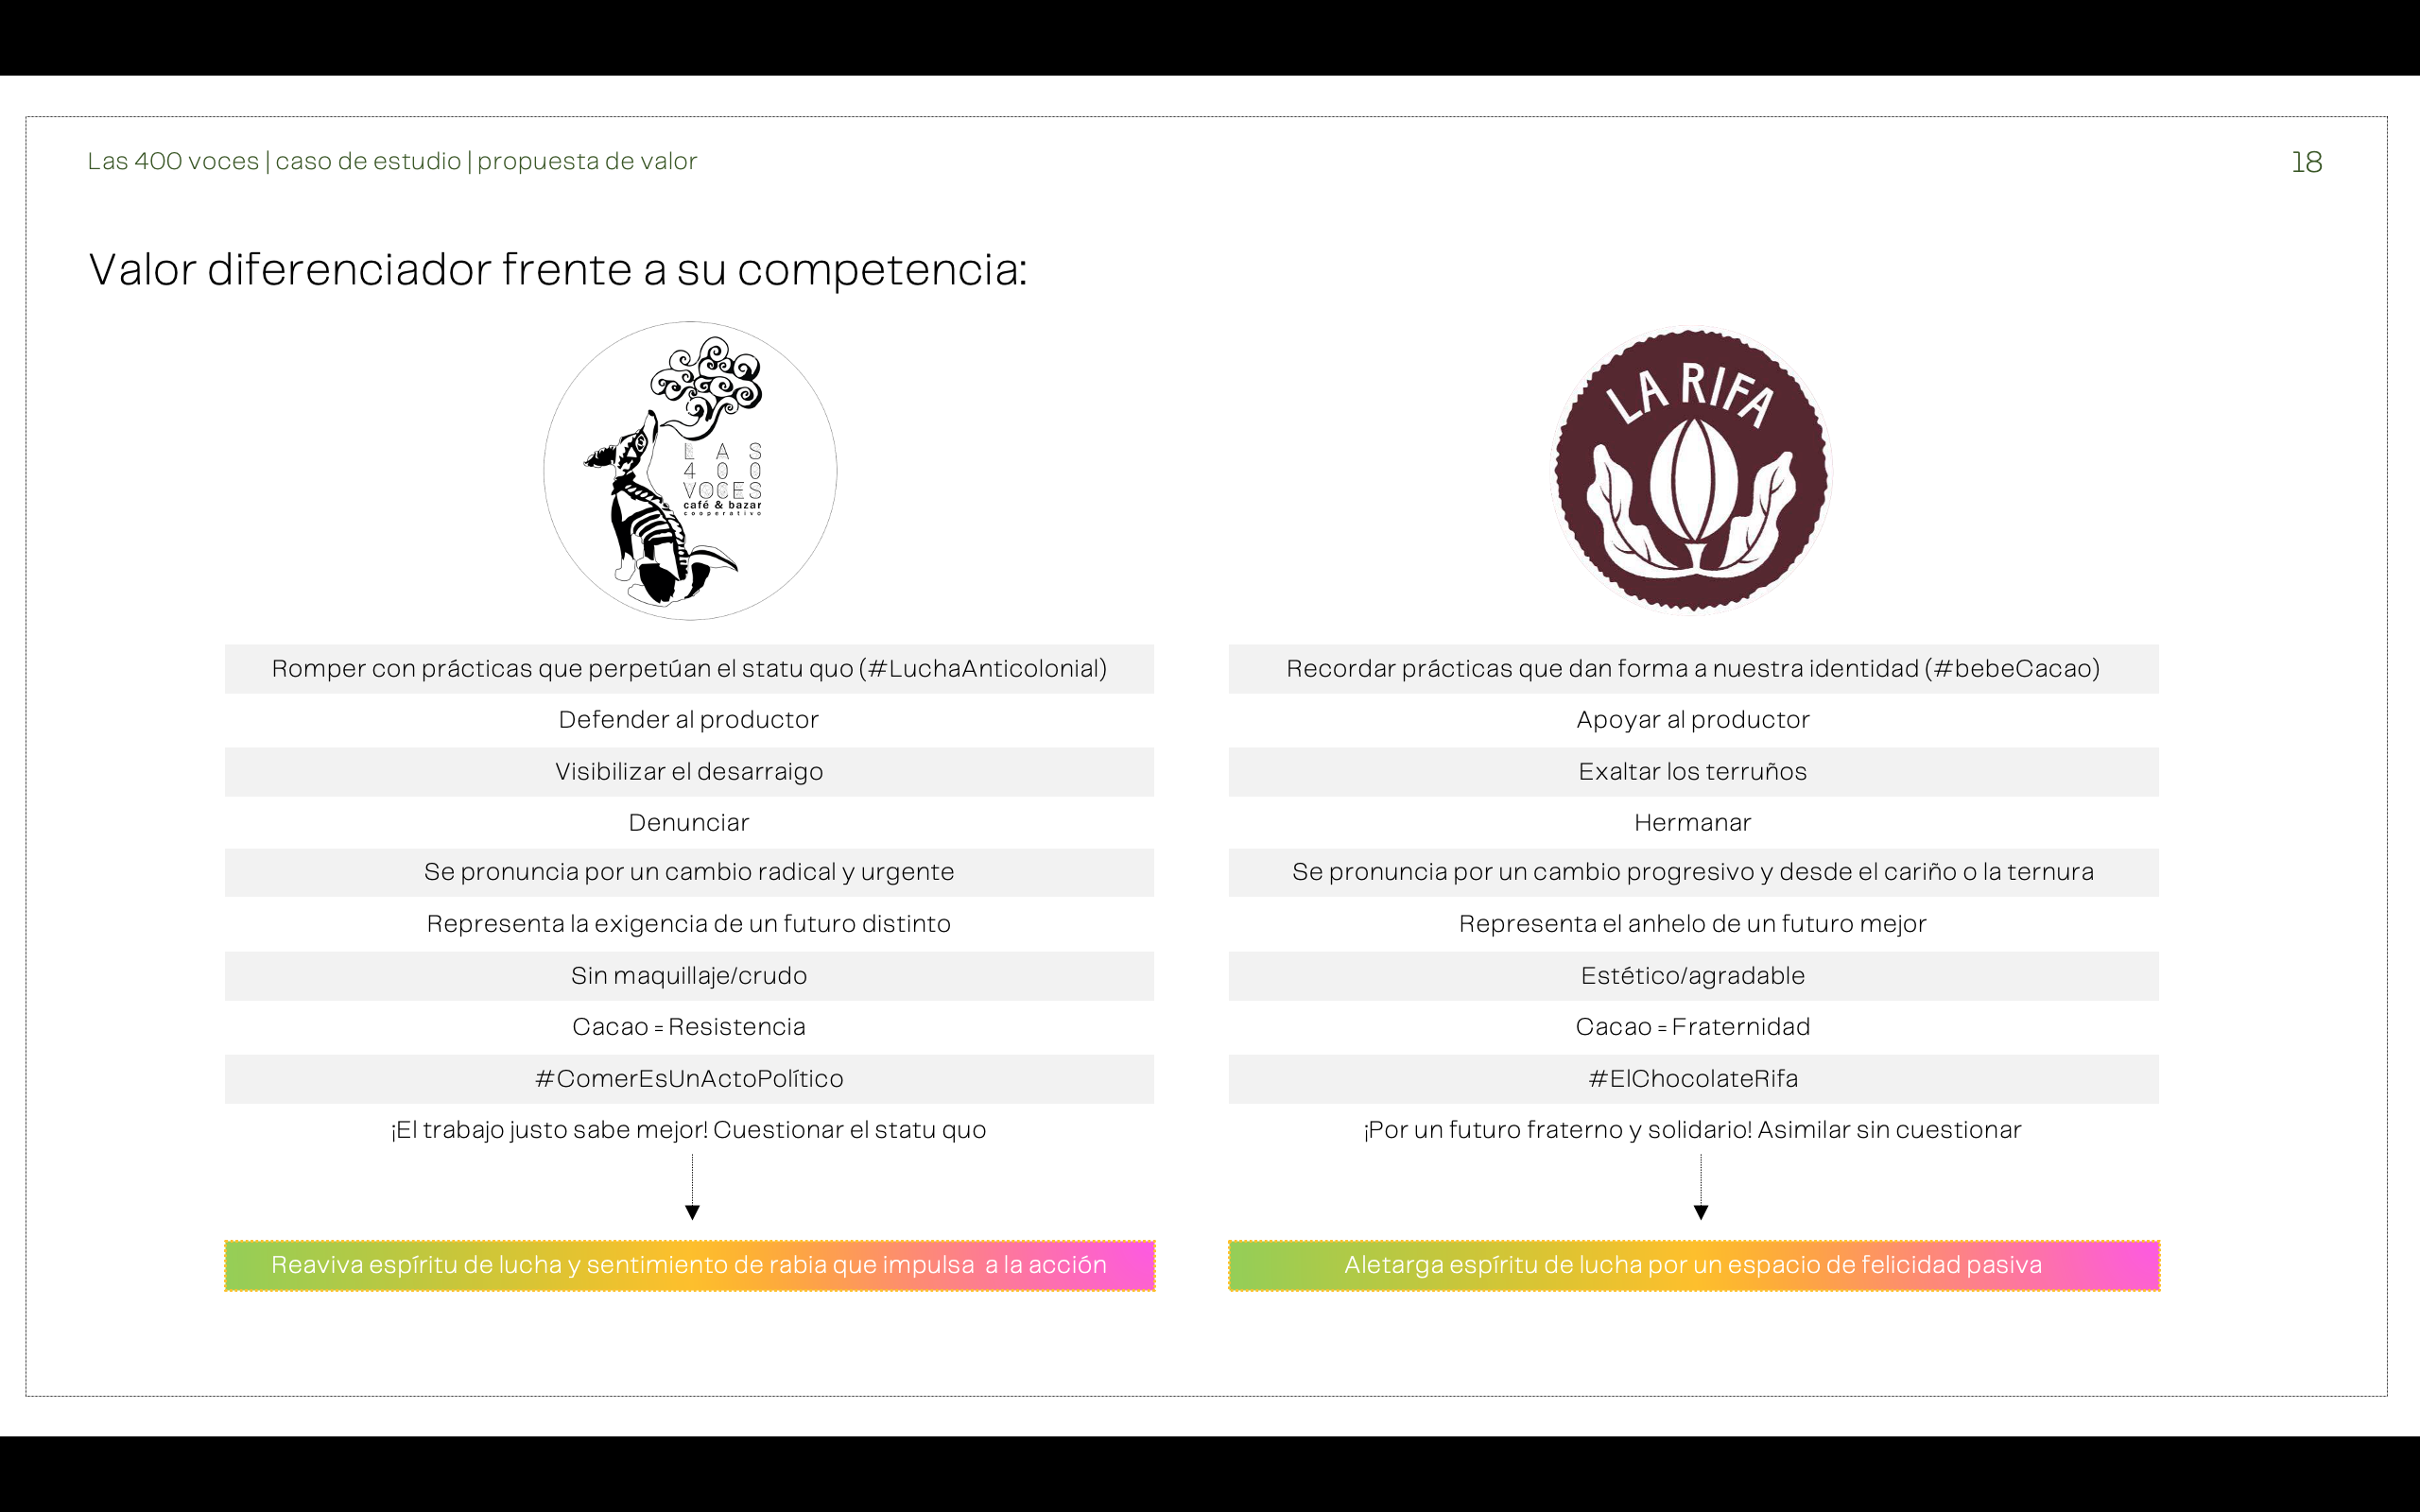 Las 400 voces | caso de estudio | propuesta de valor
18
Valor diferenciador frente a su competencia:
LAS
400
VOCES
café & bazar
cooperativo
LA RIFA
Romper con prácticas que perpetúan el statu quo (#LuchaAnticolonial)
Defender al productor
Visibilizar el desarraigo
Denunciar
Se pronuncia por un cambio radical y urgente
Representa la exigencia de un futuro distinto
Sin maquillaje/crudo
Cacao = Resistencia
#ComerEsUnActoPolítico
¡El trabajo justo sabe mejor! Cuestionar el statu quo
Reaviva espíritu de lucha y sentimiento de rabia que impulsa  a la acción
Recordar prácticas que dan forma a nuestra identidad (#bebeCacao)
Apoyar al productor
Exaltar los terruños
Hermanar
Se pronuncia por un cambio progresivo y desde el cariño o la ternura
Representa el anhelo de un futuro mejor
Estético/agradable
Cacao = Fraternidad
#ElChocolateRifa
¡Por un futuro fraterno y solidario! Asimilar sin cuestionar
Aletarga espíritu de lucha por un espacio de felicidad pasiva